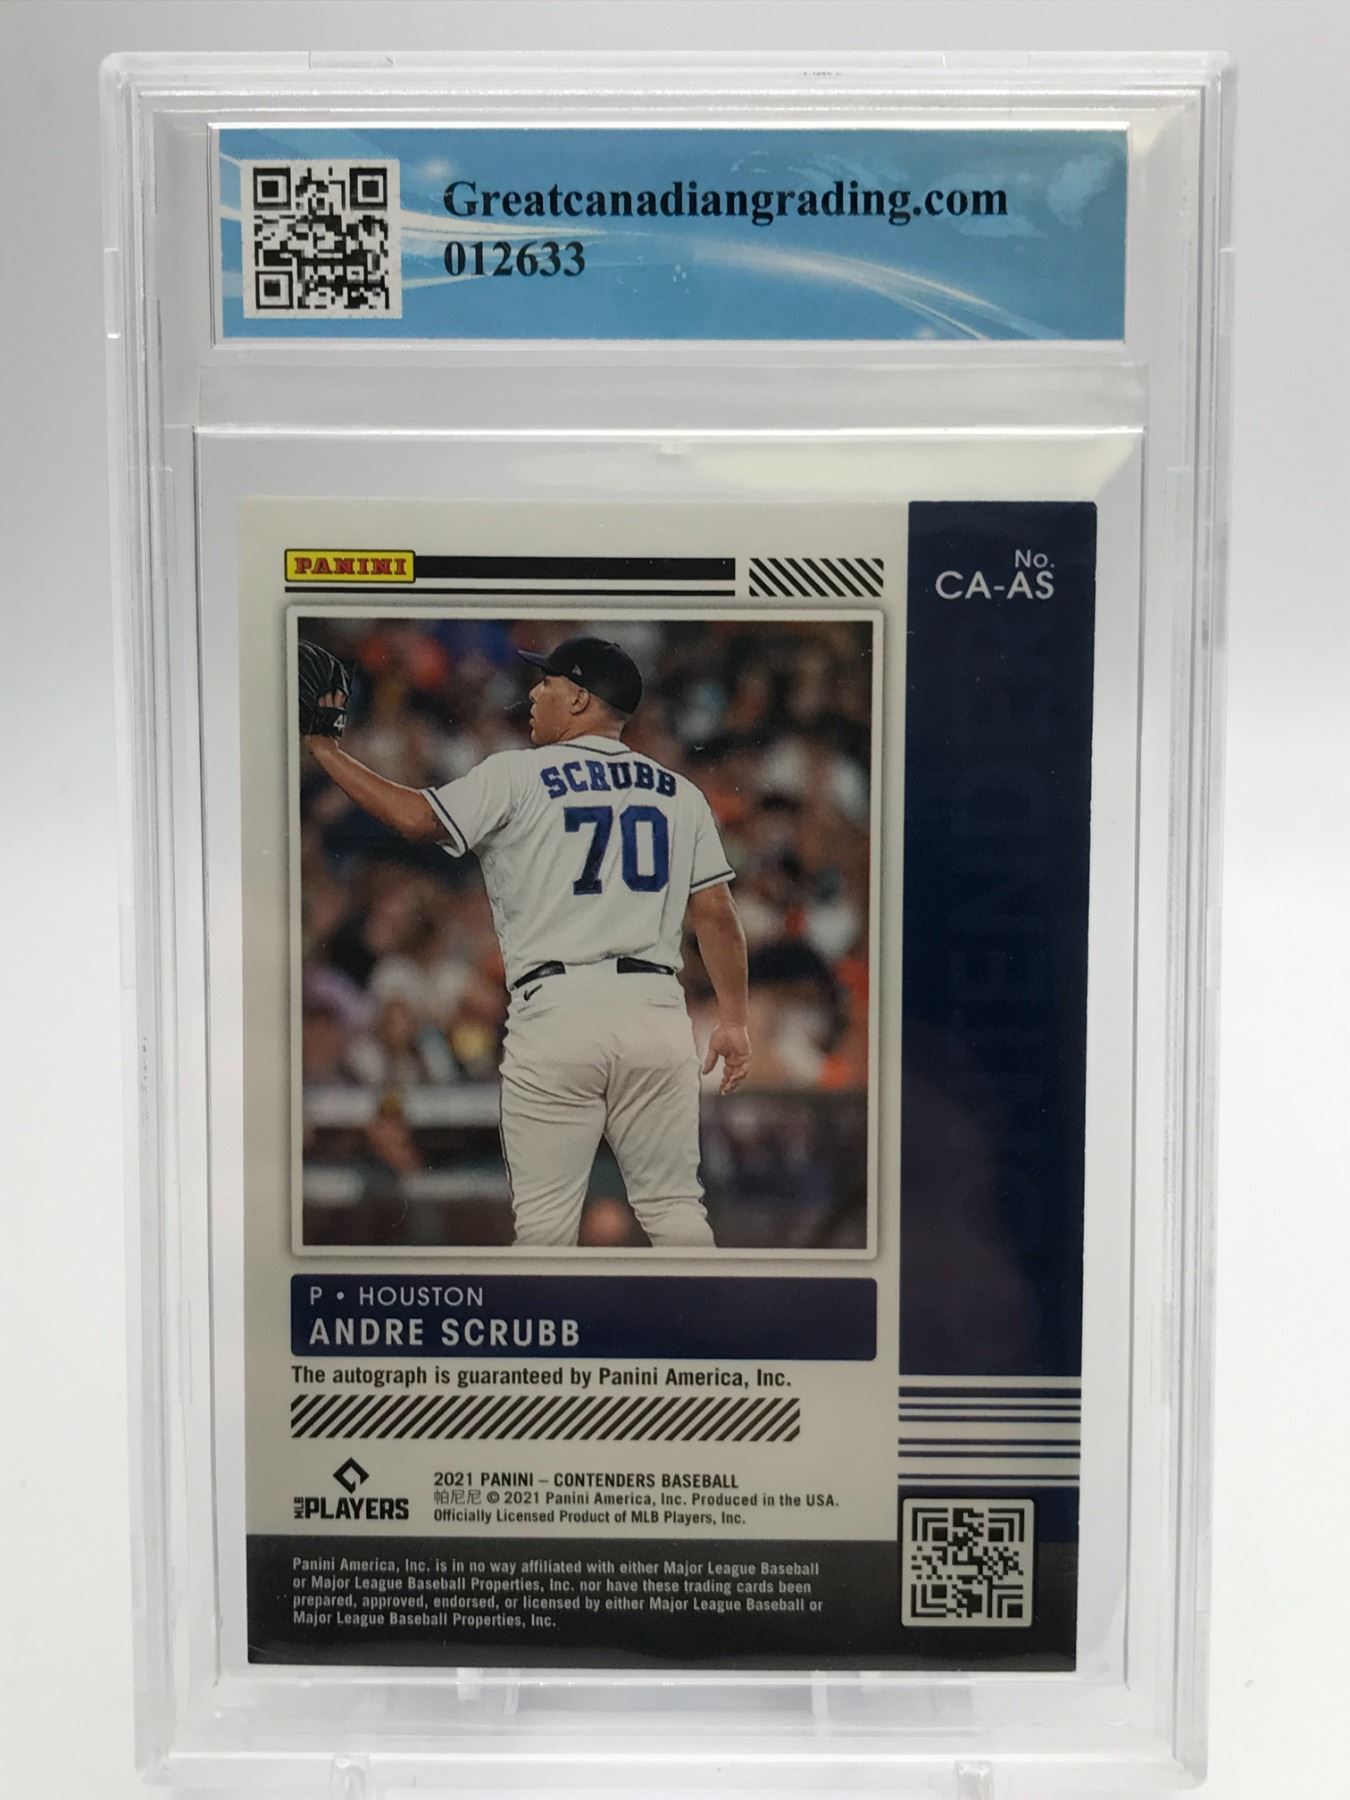 Greatcanadiangrading.com
012633
PANINI
No.
CA-AS
SCRUBB
70
P • HOUSTON
ANDRE SCRUBB
The autograph is guaranteed by Panini America, Inc.
MLB PLAYERS
2021 PANINI – CONTENDERS BASEBALL
帕尼尼 © 2021 Panini America, Inc. Produced in the USA.
Officially Licensed Product of MLB Players, Inc.
Panini America, Inc. is in no way affiliated with either Major League Baseball
or Major League Baseball Properties, Inc. nor have these trading cards been
prepared, approved, endorsed, or licensed by either Major League Baseball or
Major League Baseball Properties, Inc.